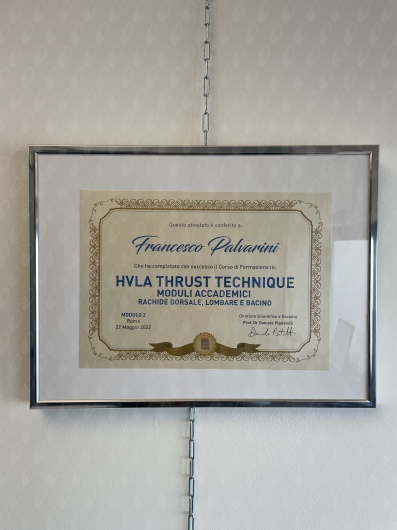 Questo attestato è conferito a:
Francesco Palvarini
Che ha completato con successo il Corso di Formazione in:
HVLA THRUST TECHNIQUE
MODULI ACCADEMICI
RACHIDE DORSALE, LOMBARE E BACINO
MODULO 2
Roma
22 Maggio 2022
Direttore Scientifico e Docente
Prof. Dr Daniele